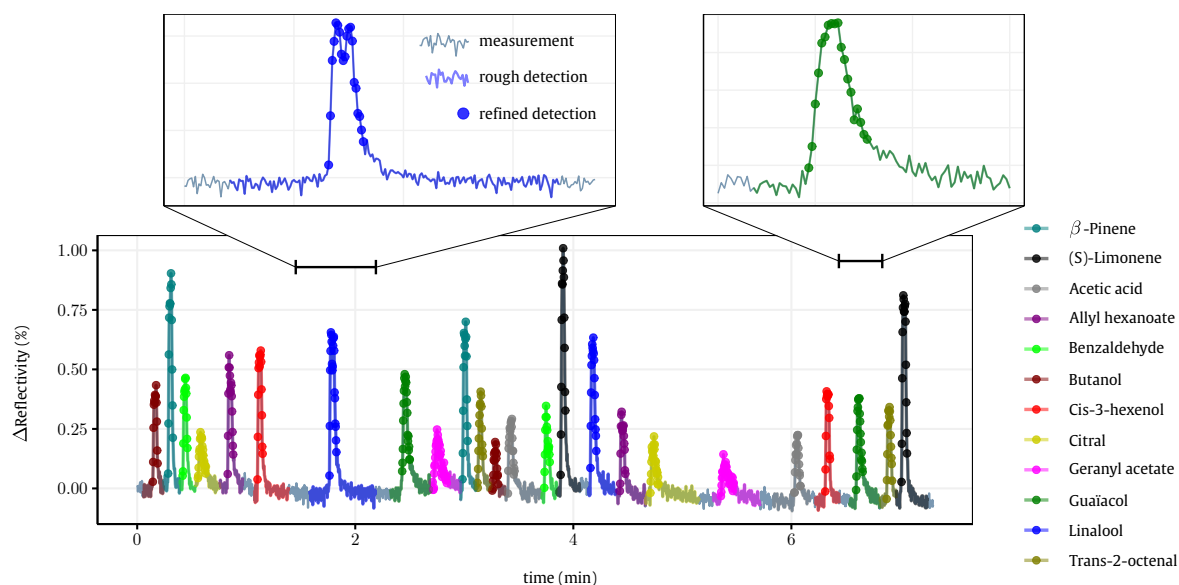 measurement
rough detection
refined detection
1.00
0.75
0.50
0.25
0.00
ΔReflectivity (%)
0 2 4 6
time (min)
β-Pinene
(S)-Limonene
Acetic acid
Allyl hexanoate
Benzaldehyde
Butanol
Cis-3-hexenol
Citral
Geranyl acetate
Guaïacol
Linalool
Trans-2-octenal